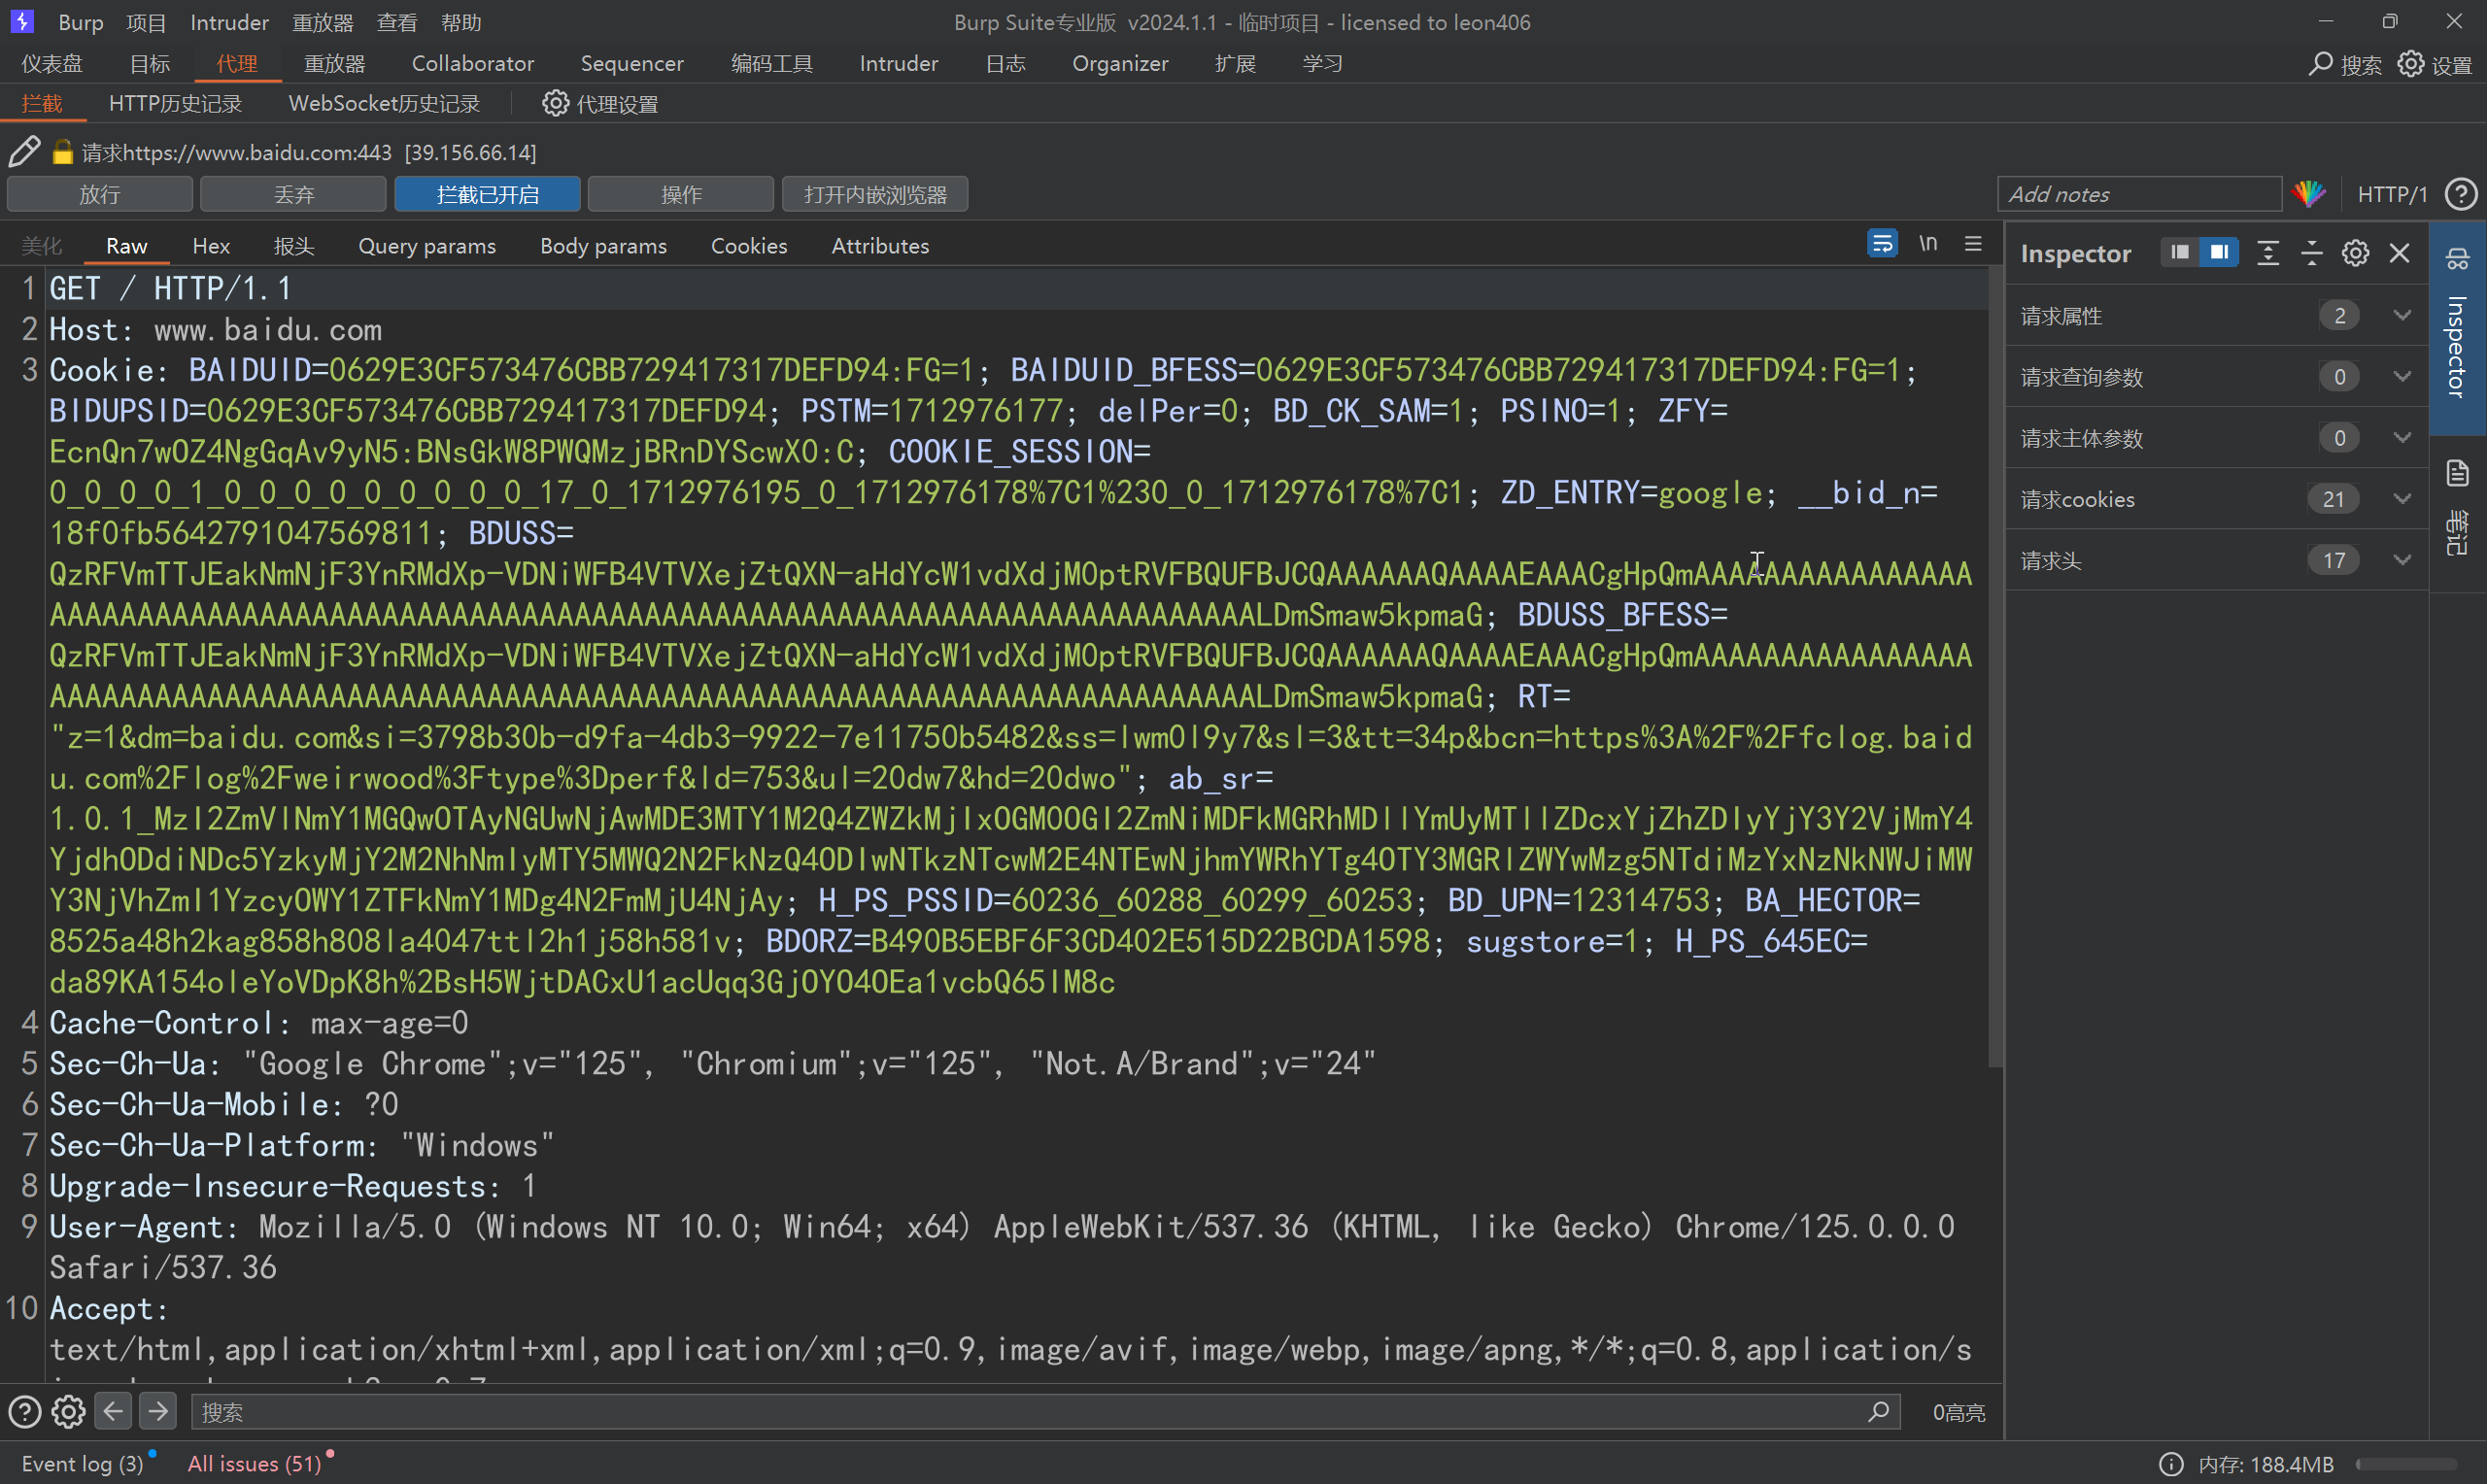 Burp 项目 Intruder 重放器 查看 帮助 Burp Suite专业版 v2024.1.1 - 临时项目 - licensed to leon406
仪表盘 目标 代理 重放器 Collaborator Sequencer 编码工具 Intruder 日志 Organizer 扩展 学习 搜索 设置
拦截 HTTP历史记录 WebSocket历史记录 代理设置
请求https://www.baidu.com:443 [39.156.66.14]
放行 丢弃 拦截已开启 操作 打开内嵌浏览器 Add notes HTTP/1
美化 Raw Hex 报头 Query params Body params Cookies Attributes \n
1 GET / HTTP/1.1
2 Host: www.baidu.com
3 Cookie: BAIDUID=0629E3CF573476CBB729417317DEFD94:FG=1; BAIDUID_BFESS=0629E3CF573476CBB729417317DEFD94:FG=1;
BIDUPSID=0629E3CF573476CBB729417317DEFD94; PSTM=1712976177; delPer=0; BD_CK_SAM=1; PSINO=1; ZFY=
EcnQn7wOZ4NgGqAv9yN5:BNsGkW8PWQMzjBRnDYScwX0:C; COOKIE_SESSION=
0_0_0_0_1_0_0_0_0_0_0_0_0_0_17_0_1712976195_0_1712976178%7C1%230_0_1712976178%7C1; ZD_ENTRY=google; __bid_n=
18f0fb5642791047569811; BDUSS=
BDUSS_BFESS=
RT=
"z=1&dm=baidu.com&si=3798b30b-d9fa-4db3-9922-7e11750b5482&ss=lwm0l9y7&sl=3&tt=34p&bcn=https%3A%2F%2Ffclog.baid
u.com%2Flog%2Fweirwood%3Ftype%3Dperf&ld=753&ul=20dw7&hd=20dwo"; ab_sr=
H_PS_PSSID=60236_60288_60299_60253; BD_UPN=12314753; BA_HECTOR=
8525a48h2kag858h808la4047ttl2h1j58h581v; BDORZ=B490B5EBF6F3CD402E515D22BCDA1598; sugstore=1; H_PS_645EC=
4 Cache-Control: max-age=0
5 Sec-Ch-Ua: "Google Chrome";v="125", "Chromium";v="125", "Not.A/Brand";v="24"
6 Sec-Ch-Ua-Mobile: ?0
7 Sec-Ch-Ua-Platform: "Windows"
8 Upgrade-Insecure-Requests: 1
9 User-Agent: Mozilla/5.0 (Windows NT 10.0; Win64; x64) AppleWebKit/537.36 (KHTML, like Gecko) Chrome/125.0.0.0
Safari/537.36
10 Accept:
text/html,application/xhtml+xml,application/xml;q=0.9,image/avif,image/webp,image/apng,*/*;q=0.8,application/s
搜索 0高亮
Inspector
请求属性 2
请求查询参数 0
请求主体参数 0
请求cookies 21
请求头 17
Inspector
笔记
Event log (3) All issues (51) 内存: 188.4MB